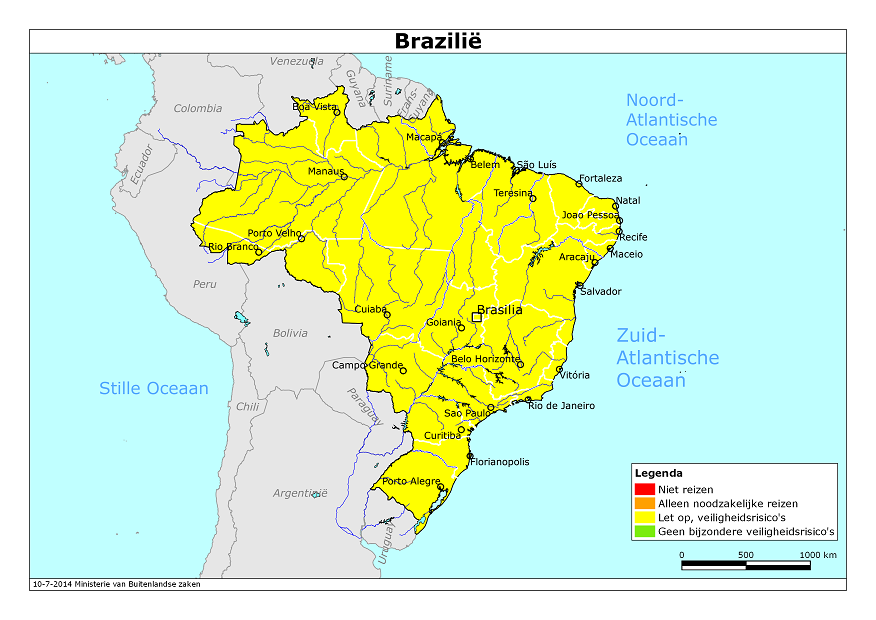 Brazilië
Venezuela
Guyana
Suriname
Trans-
Guyana
Colombia
Ecuador
Peru
Bolivia
Chili
Paraguay
Argentinië
Uruguay
Noord-
Atlantische
Oceaan
Zuid-
Atlantische
Oceaan
Stille Oceaan
Boa Vista
Macapa
Belem
São Luís
Fortaleza
Manaus
Teresina
Natal
Joao Pessoa
Recife
Porto Velho
Rio Branco
Maceio
Aracaju
Salvador
Cuiaba
Brasilia
Goiania
Belo Horizonte
Campo Grande
Vitória
Rio de Janeiro
Sao Paulo
Curitiba
Florianopolis
Porto Alegre
Legenda
Niet reizen
Alleen noodzakelijke reizen
Let op, veiligheidsrisico's
Geen bijzondere veiligheidsrisico's
0 500 1000 km
10-7-2014 Ministerie van Buitenlandse zaken